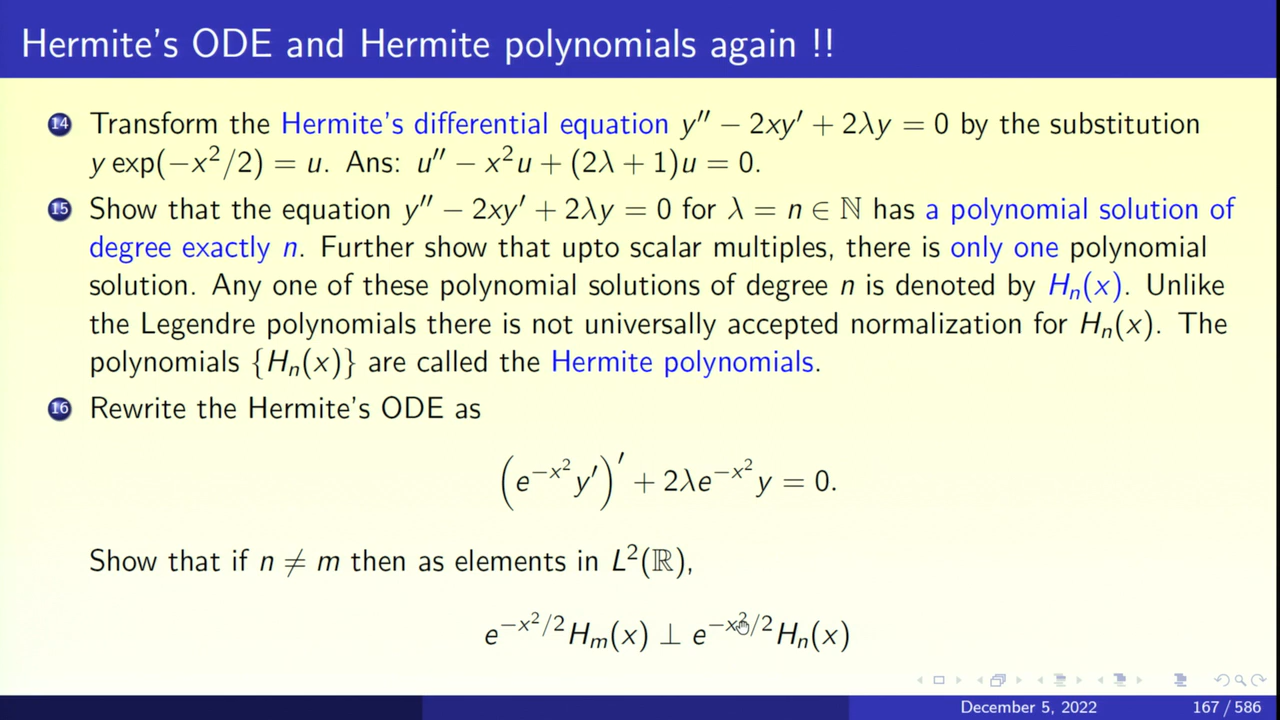 Hermite's ODE and Hermite polynomials again !!
14 Transform the Hermite's differential equation y″ − 2xy′ + 2λy = 0 by the substitution
y exp(−x²/2) = u. Ans: u″ − x²u + (2λ + 1)u = 0.
15 Show that the equation y″ − 2xy′ + 2λy = 0 for λ = n ∈ ℕ has a polynomial solution of
degree exactly n. Further show that upto scalar multiples, there is only one polynomial
solution. Any one of these polynomial solutions of degree n is denoted by Hₙ(x). Unlike
the Legendre polynomials there is not universally accepted normalization for Hₙ(x). The
polynomials {Hₙ(x)} are called the Hermite polynomials.
16 Rewrite the Hermite's ODE as
(e^{−x²} y′)′ + 2λe^{−x²} y = 0.
Show that if n ≠ m then as elements in L²(ℝ),
e^{−x²/2} Hₘ(x) ⊥ e^{−x²/2} Hₙ(x)
December 5, 2022 167 / 586